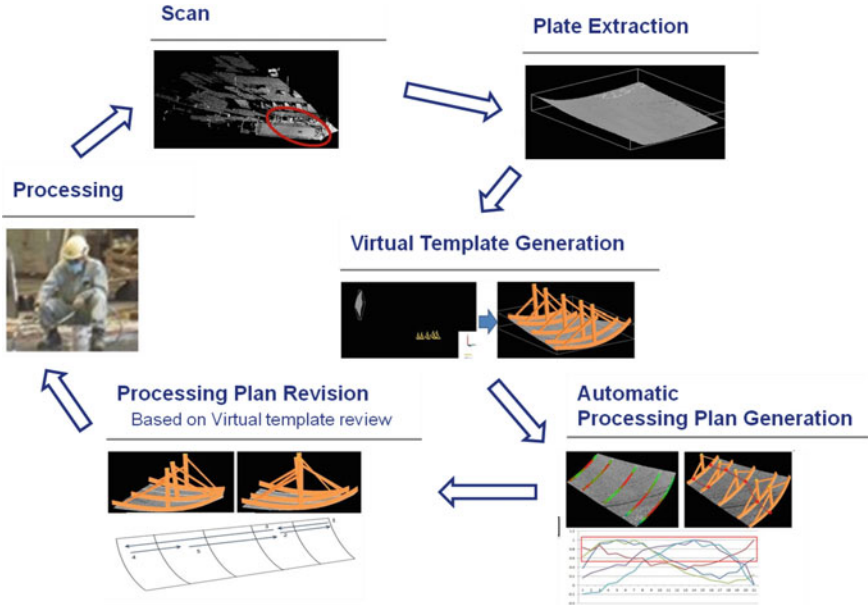 Scan
Plate Extraction
Processing
Virtual Template Generation
Processing Plan Revision
Based on Virtual template review
Automatic
Processing Plan Generation